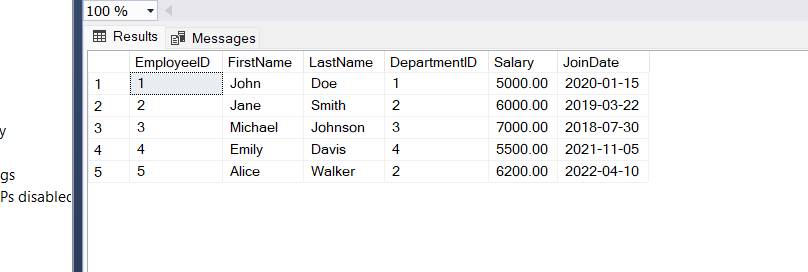 100 %
Results Messages
EmployeeID FirstName LastName DepartmentID Salary JoinDate
1 1 John Doe 1 5000.00 2020-01-15
2 2 Jane Smith 2 6000.00 2019-03-22
3 3 Michael Johnson 3 7000.00 2018-07-30
4 4 Emily Davis 4 5500.00 2021-11-05
5 5 Alice Walker 2 6200.00 2022-04-10
y
gs
Ps disabled